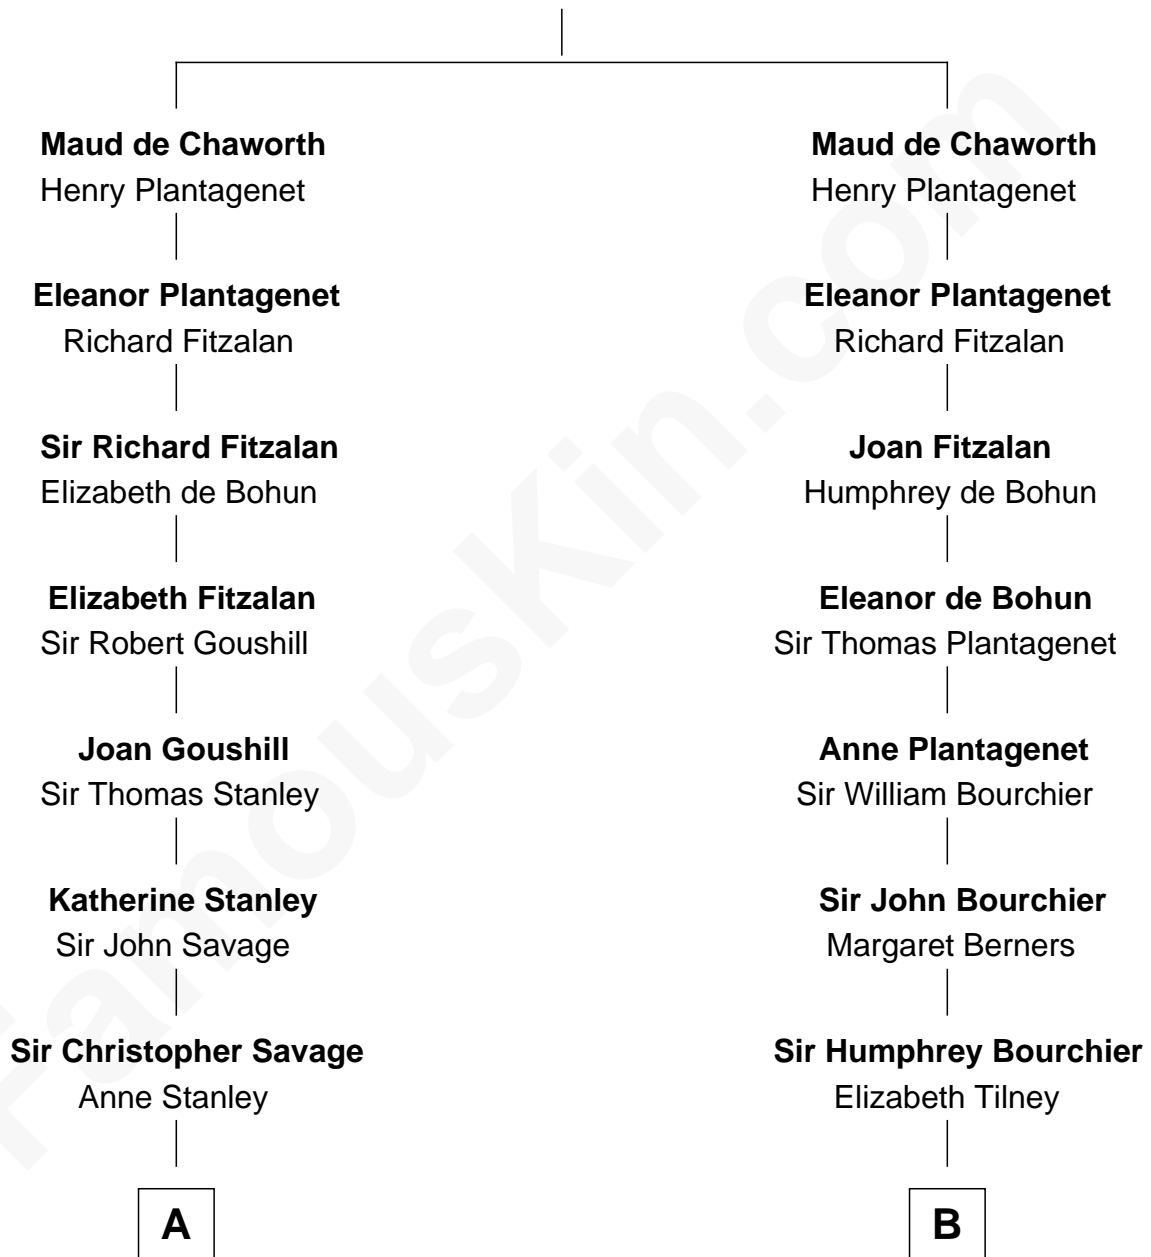 Maud de Chaworth
Henry Plantagenet
Eleanor Plantagenet
Richard Fitzalan
Sir Richard Fitzalan
Elizabeth de Bohun
Elizabeth Fitzalan
Sir Robert Goushill
Joan Goushill
Sir Thomas Stanley
Katherine Stanley
Sir John Savage
Sir Christopher Savage
Anne Stanley
A
Maud de Chaworth
Henry Plantagenet
Eleanor Plantagenet
Richard Fitzalan
Joan Fitzalan
Humphrey de Bohun
Eleanor de Bohun
Sir Thomas Plantagenet
Anne Plantagenet
Sir William Bourchier
Sir John Bourchier
Margaret Berners
Sir Humphrey Bourchier
Elizabeth Tilney
B
FamousKin.com